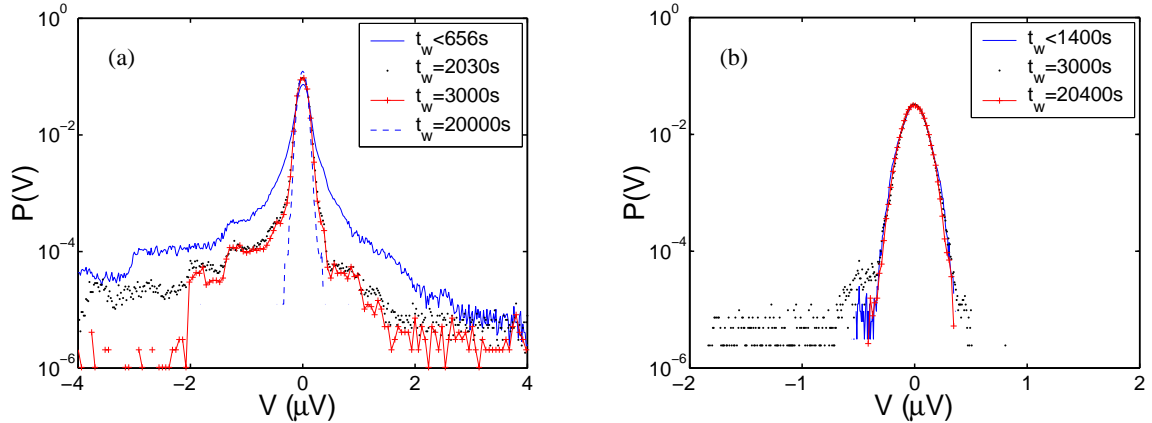 (a)
t_w<656s
t_w=2030s
t_w=3000s
t_w=20000s
10^0
10^-2
10^-4
10^-6
P(V)
−4 −2 0 2 4
V (μV)
(b)
t_w<1400s
t_w=3000s
t_w=20400s
10^0
10^-2
10^-4
10^-6
P(V)
−2 −1 0 1 2
V (μV)